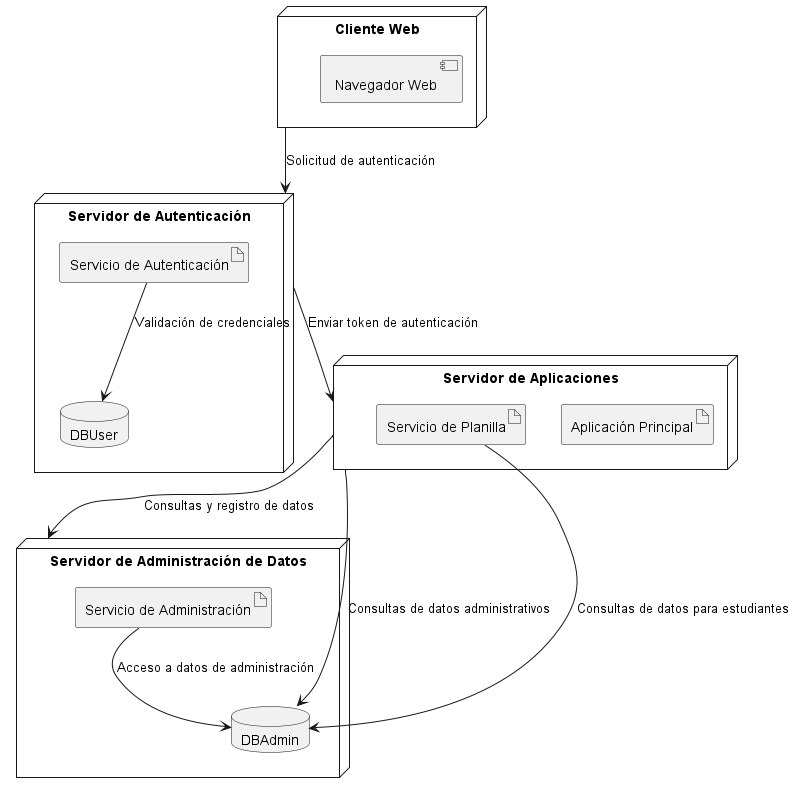 Cliente Web
Navegador Web
Solicitud de autenticación
Servidor de Autenticación
Servicio de Autenticación
Validación de credenciales
Enviar token de autenticación
DBUser
Servidor de Aplicaciones
Servicio de Planilla
Aplicación Principal
Consultas y registro de datos
Servidor de Administración de Datos
Servicio de Administración
Consultas de datos administrativos
Consultas de datos para estudiantes
Acceso a datos de administración
DBAdmin